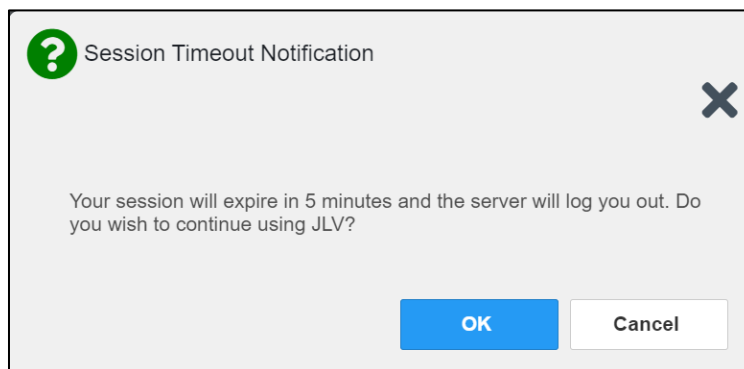 Session Timeout Notification
Your session will expire in 5 minutes and the server will log you out. Do
you wish to continue using JLV?
OK
Cancel